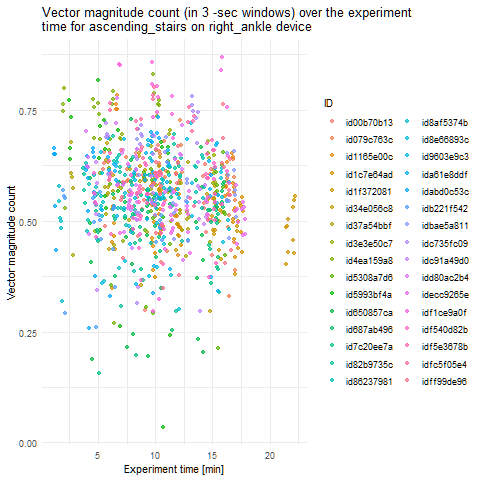 Vector magnitude count (in 3 -sec windows) over the experiment
time for ascending_stairs on right_ankle device
Vector magnitude count
0.75
0.50
0.25
0.00
5
10
15
20
Experiment time [min]
ID
id00b70b13
id079c763c
id1165e00c
id1c7e64ad
id1f372081
id34e056c8
id37a54bbf
id3e3e50c7
id4ea159a8
id5308a7d6
id5993bf4a
id650857ca
id687ab496
id7c20ee7a
id82b9735c
id86237981
id8af5374b
id8e66893c
id9603e9c3
ida61e8ddf
idabd0c53c
idb221f542
idbae5a811
idc735fc09
idc91a49d0
idd80ac2b4
idecc9265e
idf1ce9a0f
idf540d82b
idf5e3678b
idfc5f05e4
idff99de96